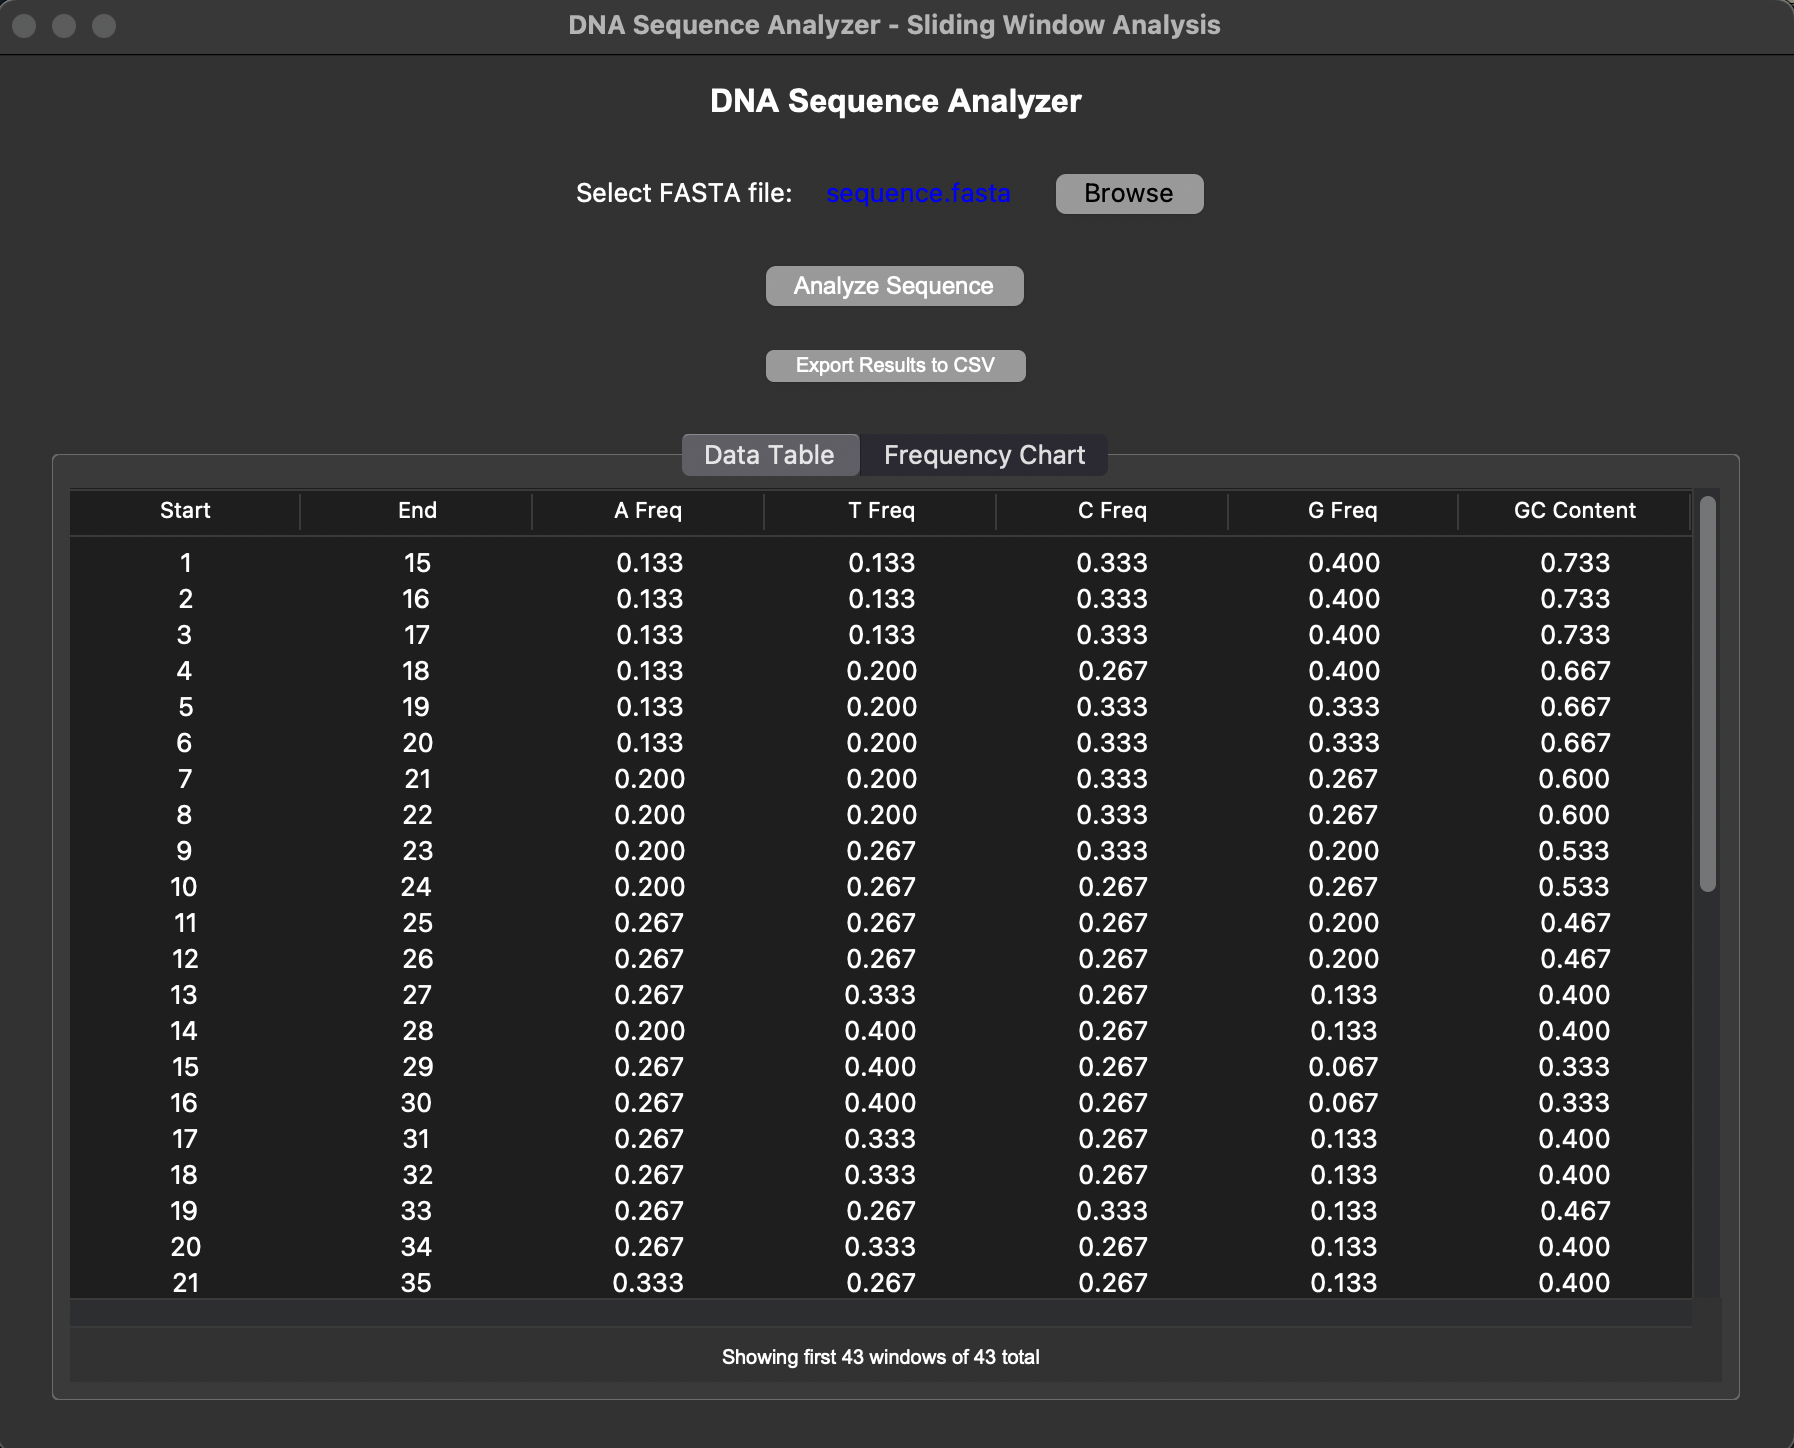 DNA Sequence Analyzer - Sliding Window Analysis
DNA Sequence Analyzer
Select FASTA file: sequence.fasta Browse
Analyze Sequence
Export Results to CSV
Data Table Frequency Chart
Start End A Freq T Freq C Freq G Freq GC Content
1 15 0.133 0.133 0.333 0.400 0.733
2 16 0.133 0.133 0.333 0.400 0.733
3 17 0.133 0.133 0.333 0.400 0.733
4 18 0.133 0.200 0.267 0.400 0.667
5 19 0.133 0.200 0.333 0.333 0.667
6 20 0.133 0.200 0.333 0.333 0.667
7 21 0.200 0.200 0.333 0.267 0.600
8 22 0.200 0.200 0.333 0.267 0.600
9 23 0.200 0.267 0.333 0.200 0.533
10 24 0.200 0.267 0.267 0.267 0.533
11 25 0.267 0.267 0.267 0.200 0.467
12 26 0.267 0.267 0.267 0.200 0.467
13 27 0.267 0.333 0.267 0.133 0.400
14 28 0.200 0.400 0.267 0.133 0.400
15 29 0.267 0.400 0.267 0.067 0.333
16 30 0.267 0.400 0.267 0.067 0.333
17 31 0.267 0.333 0.267 0.133 0.400
18 32 0.267 0.333 0.267 0.133 0.400
19 33 0.267 0.267 0.333 0.133 0.467
20 34 0.267 0.333 0.267 0.133 0.400
21 35 0.333 0.267 0.267 0.133 0.400
Showing first 43 windows of 43 total